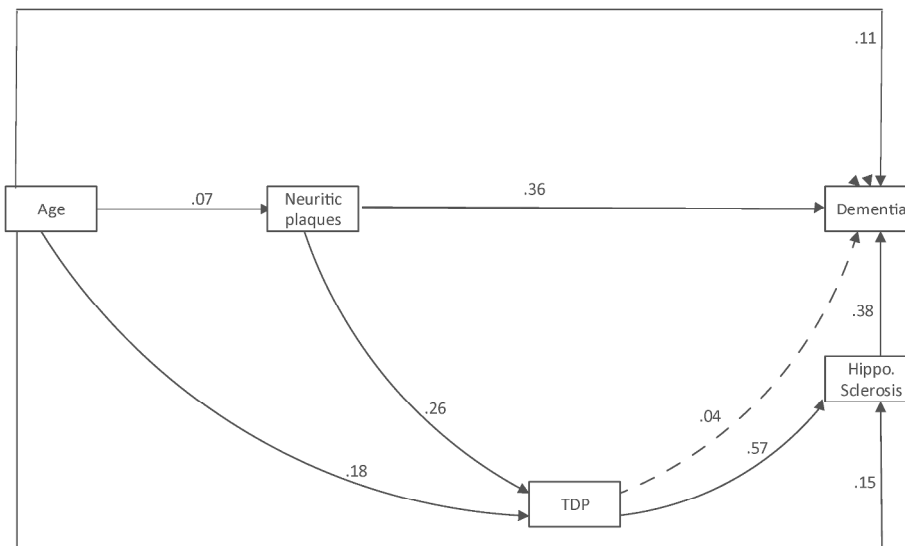 .11
.36
Age
.07
Neuritic
plaques
Dementia
.38
Hippo.
Sclerosis
.26
.04
.57
.18
.15
TDP